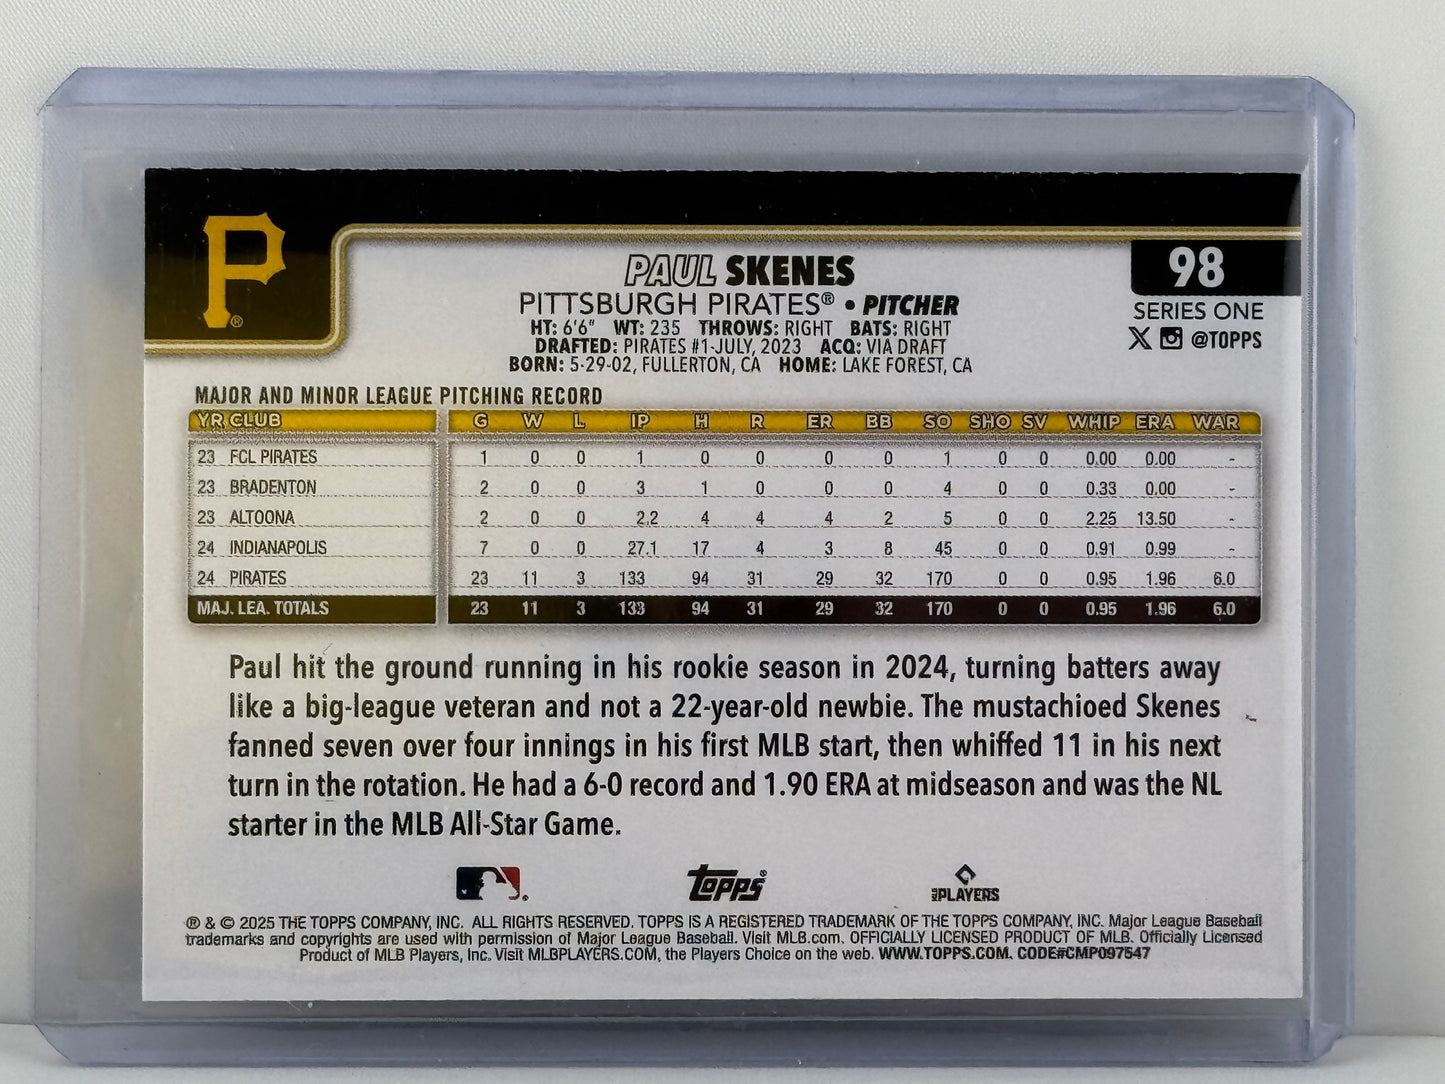 P®
PAUL SKENES
PITTSBURGH PIRATES® • PITCHER
98
SERIES ONE
X @TOPPS
HT: 6'6" WT: 235 THROWS: RIGHT BATS: RIGHT
DRAFTED: PIRATES #1-JULY, 2023 ACQ: VIA DRAFT
BORN: 5-29-02, FULLERTON, CA HOME: LAKE FOREST, CA
MAJOR AND MINOR LEAGUE PITCHING RECORD
YR CLUB G W L IP H R ER BB SO SHO SV WHIP ERA WAR
23 FCL PIRATES 1 0 0 1 0 0 0 0 1 0 0 0.00 0.00 -
23 BRADENTON 2 0 0 3 1 0 0 0 4 0 0 0.33 0.00 -
23 ALTOONA 2 0 0 2.2 4 4 4 2 5 0 0 2.25 13.50 -
24 INDIANAPOLIS 7 0 0 27.1 17 4 3 8 45 0 0 0.91 0.99 -
24 PIRATES 23 11 3 133 94 31 29 32 170 0 0 0.95 1.96 6.0
MAJ. LEA. TOTALS 23 11 3 133 94 31 29 32 170 0 0 0.95 1.96 6.0
Paul hit the ground running in his rookie season in 2024, turning batters away
like a big-league veteran and not a 22-year-old newbie. The mustachioed Skenes
fanned seven over four innings in his first MLB start, then whiffed 11 in his next
turn in the rotation. He had a 6-0 record and 1.90 ERA at midseason and was the NL
starter in the MLB All-Star Game.
topps®
MLB PLAYERS
® & © 2025 THE TOPPS COMPANY, INC. ALL RIGHTS RESERVED. TOPPS IS A REGISTERED TRADEMARK OF THE TOPPS COMPANY, INC. Major League Baseball
trademarks and copyrights are used with permission of Major League Baseball. Visit MLB.com. OFFICIALLY LICENSED PRODUCT OF MLB. Officially Licensed
Product of MLB Players, Inc. Visit MLBPLAYERS.COM, the Players Choice on the web. WWW.TOPPS.COM. CODE#CMP097547